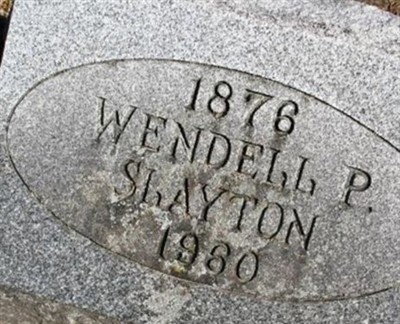 1876
WENDELL P.
SLAYTON
1960